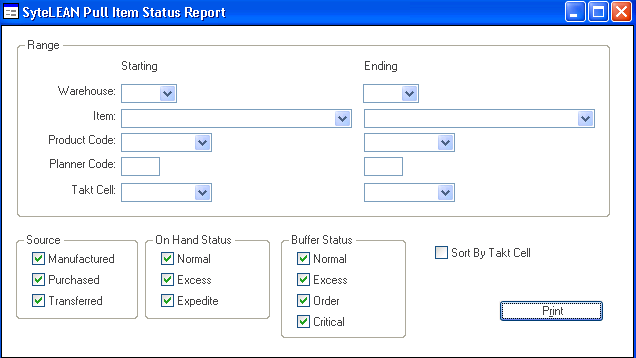 SyteLEAN Pull Item Status Report
Range
Starting Ending
Warehouse:
Item:
Product Code:
Planner Code:
Takt Cell:
Source On Hand Status Buffer Status
Manufactured Normal Normal Sort By Takt Cell
Purchased Excess Excess
Transferred Expedite Order
Print
Critical